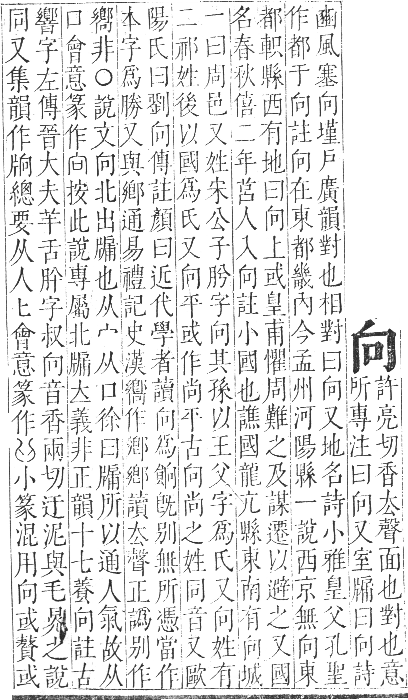 向許亮切香去聲面也對也意
所專注曰向又室牖曰向詩
豳風塞向墐戶廣韻對也相對曰向又地名詩小雅皇父孔聖
作都于向註向在東都畿內今孟州河陽縣一說西京無向東
都軹縣西有地曰向上或皇甫懼周難之及謀遷以避之又國
名春秋僖二年莒人入向註小國也譙國龍亢縣東南有向城
一曰周邑又姓宋公子肹字向其孫以王父字爲氏又向姓有
二祁姓後以國爲氏又向平或作尚平古向尚之姓同音又歐
陽氏曰劉向傳註顏曰近代學者讀向爲餉旣別無所憑當作
本字爲勝又與鄉通易禮記史漢嚮作鄉鄉讀去聲正譌別作
嚮非○說文向北出牖也从宀从口徐曰牖所以通人氣故从
口會意篆作向按此說專屬北牖大義非正韻十七養向註古
響字左傳晉大夫羊舌肸字叔向音香兩切迂泥與毛晃之說
同又集韻作牕總要从人匕會意篆作 小篆混用向或贅或